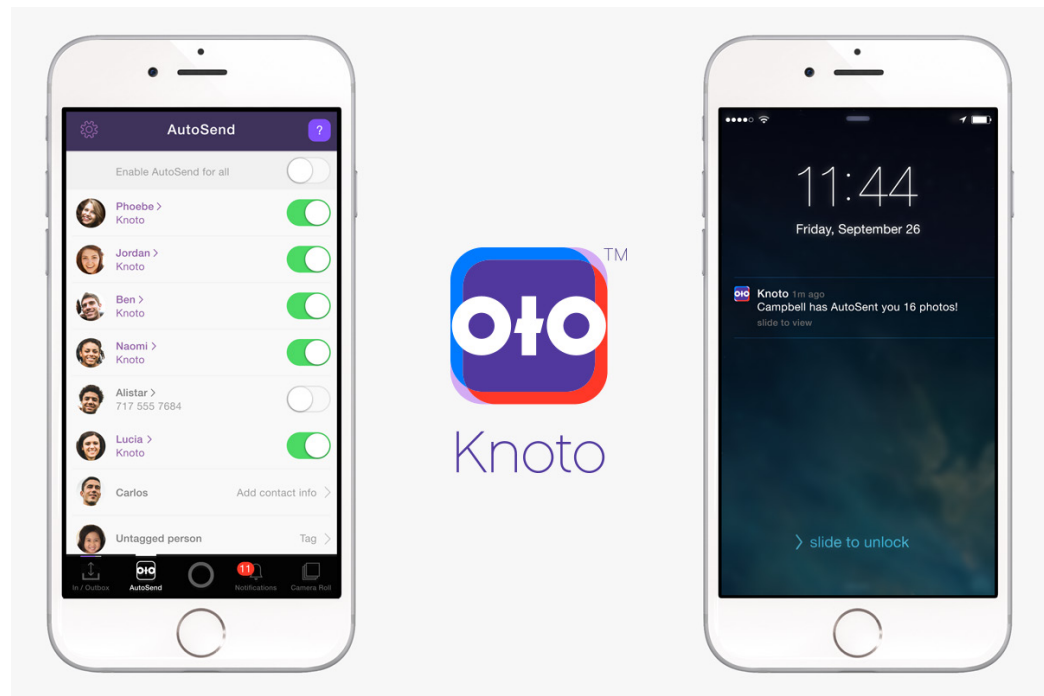 AutoSend
?
Enable AutoSend for all
Phoebe >
Knoto
Jordan >
Knoto
Ben >
Knoto
Naomi >
Knoto
Alistar >
717 555 7684
Lucia >
Knoto
Carlos
Add contact info >
Untagged person
Tag >
11
In / Outbox
AutoSend
Notifications
Camera Roll
oto
TM
Knoto
11:44
Friday, September 26
oto
Knoto 1m ago
Campbell has AutoSent you 16 photos!
slide to view
> slide to unlock